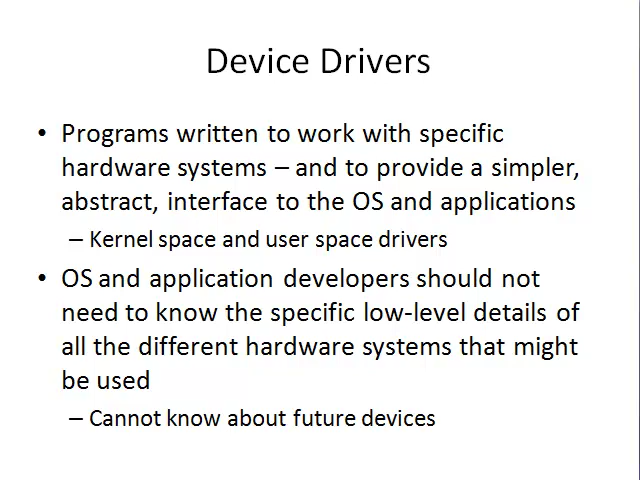 Device Drivers
• Programs written to work with specific
hardware systems – and to provide a simpler,
abstract, interface to the OS and applications
– Kernel space and user space drivers
• OS and application developers should not
need to know the specific low-level details of
all the different hardware systems that might
be used
– Cannot know about future devices